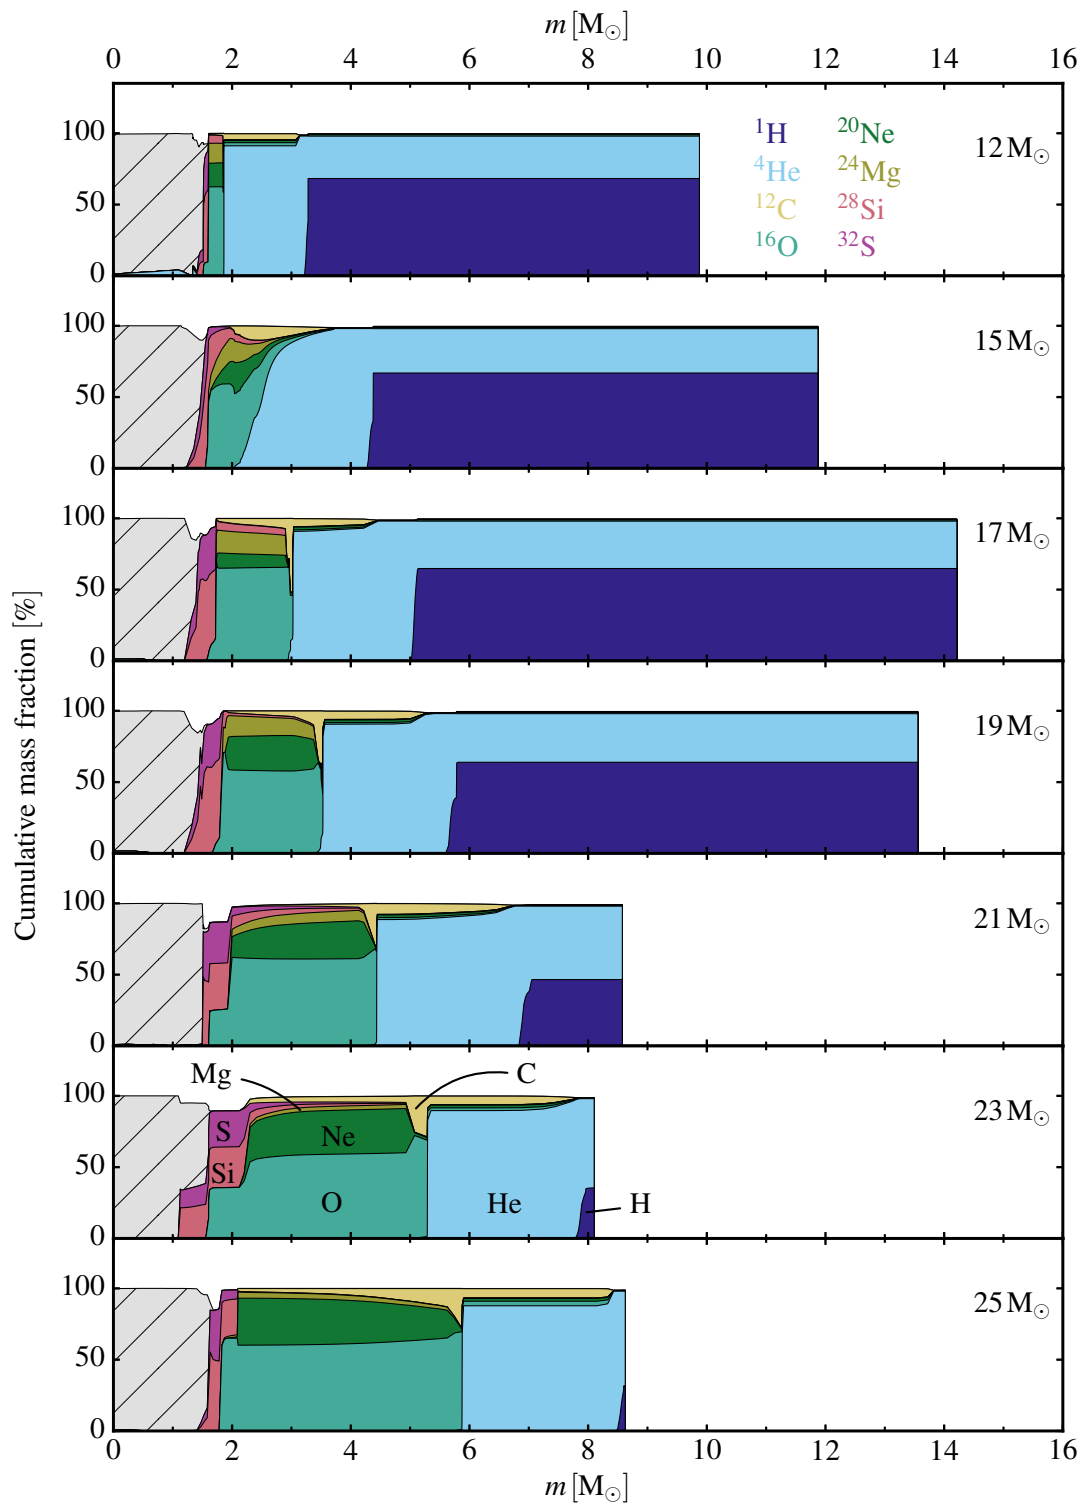 m [M⊙]
0 2 4 6 8 10 12 14 16
100
50
0
¹H ²⁰Ne
⁴He ²⁴Mg
¹²C ²⁸Si
¹⁶O ³²S
12 M⊙
100
50
0
15 M⊙
100
50
0
17 M⊙
Cumulative mass fraction [%]
100
50
0
19 M⊙
100
50
0
21 M⊙
100
50
0
Mg C
S Ne
Si
O He H
23 M⊙
100
50
0
25 M⊙
0 2 4 6 8 10 12 14 16
m [M⊙]